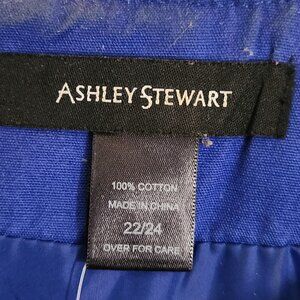 ASHLEY STEWART
100% COTTON
MADE IN CHINA
22/24
OVER FOR CARE